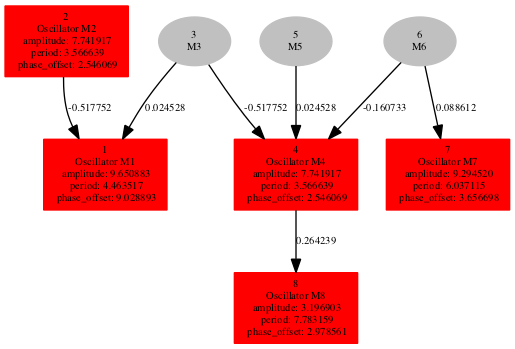 2
Oscillator M2
amplitude: 7.741917
period: 3.566639
phase_offset: 2.546069
3
M3
5
M5
6
M6
-0.517752
0.024528
-0.517752
0.024528
-0.160733
0.088612
1
Oscillator M1
amplitude: 9.650883
period: 4.463517
phase_offset: 9.028893
4
Oscillator M4
amplitude: 7.741917
period: 3.566639
phase_offset: 2.546069
7
Oscillator M7
amplitude: 9.294520
period: 6.037115
phase_offset: 3.656698
0.264239
8
Oscillator M8
amplitude: 3.196903
period: 7.783159
phase_offset: 2.978561